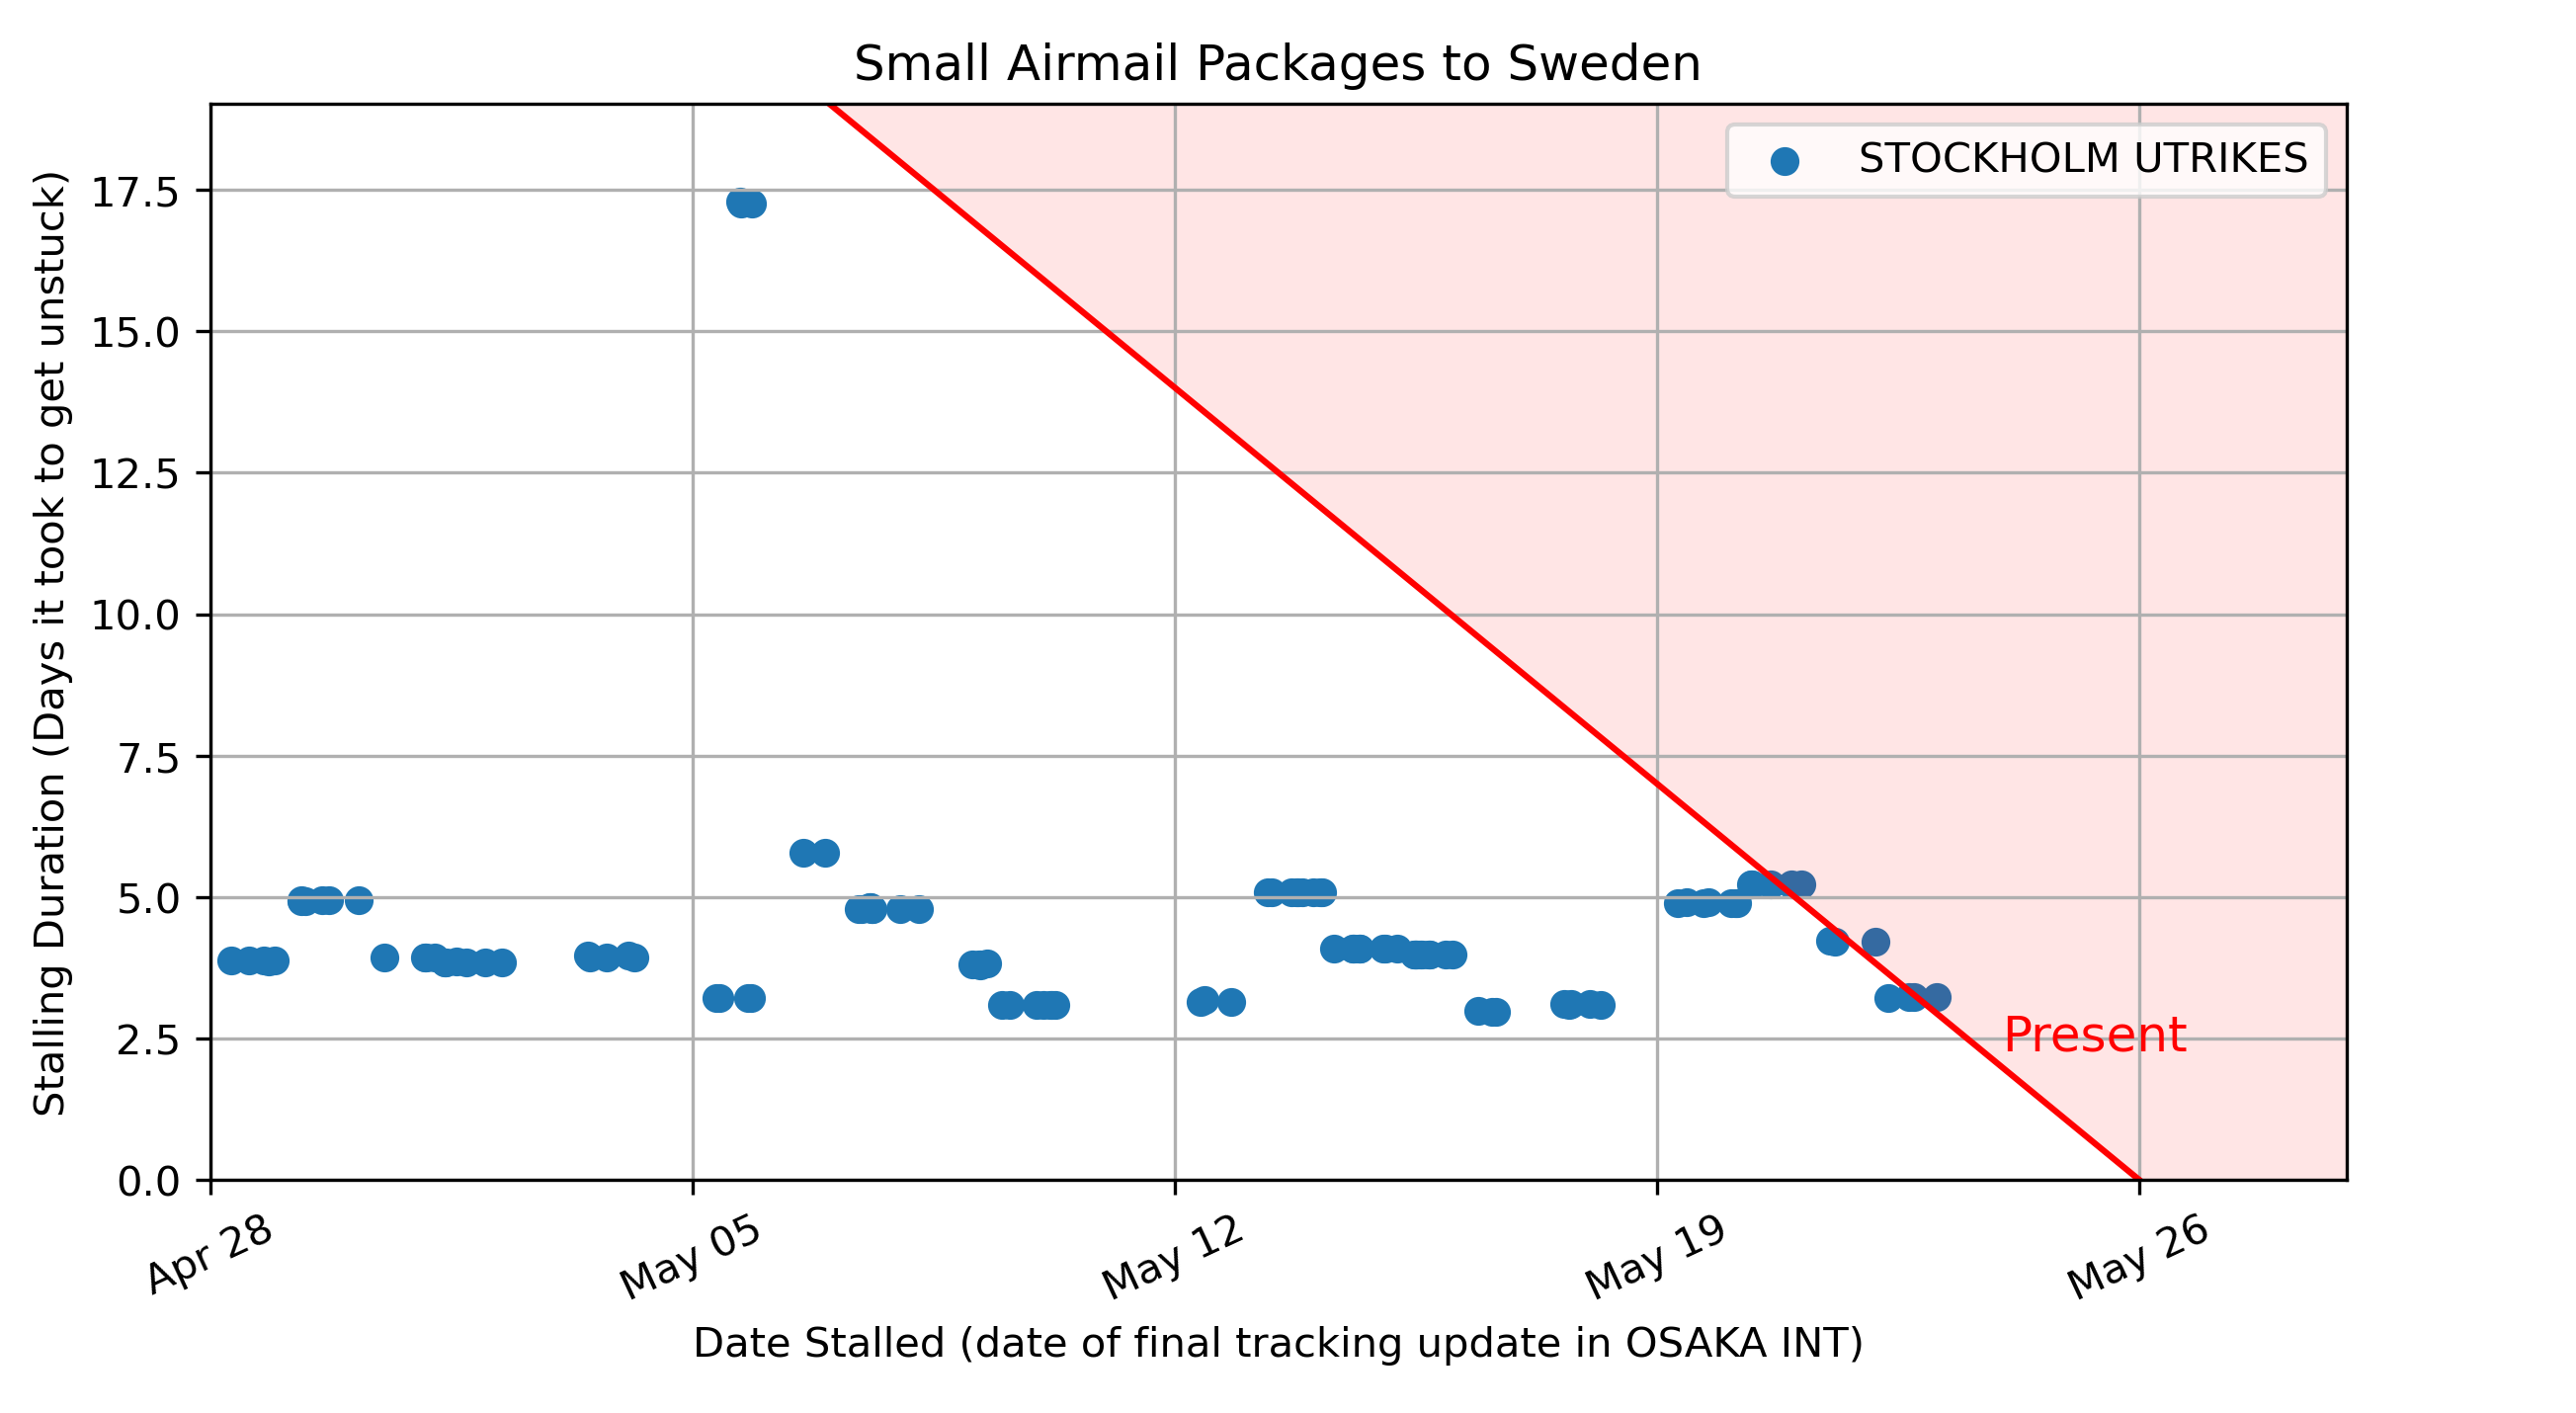 Small Airmail Packages to Sweden
STOCKHOLM UTRIKES
Stalling Duration (Days it took to get unstuck)
17.5
15.0
12.5
10.0
7.5
5.0
2.5
0.0
Present
Apr 28
May 05
May 12
May 19
May 26
Date Stalled (date of final tracking update in OSAKA INT)